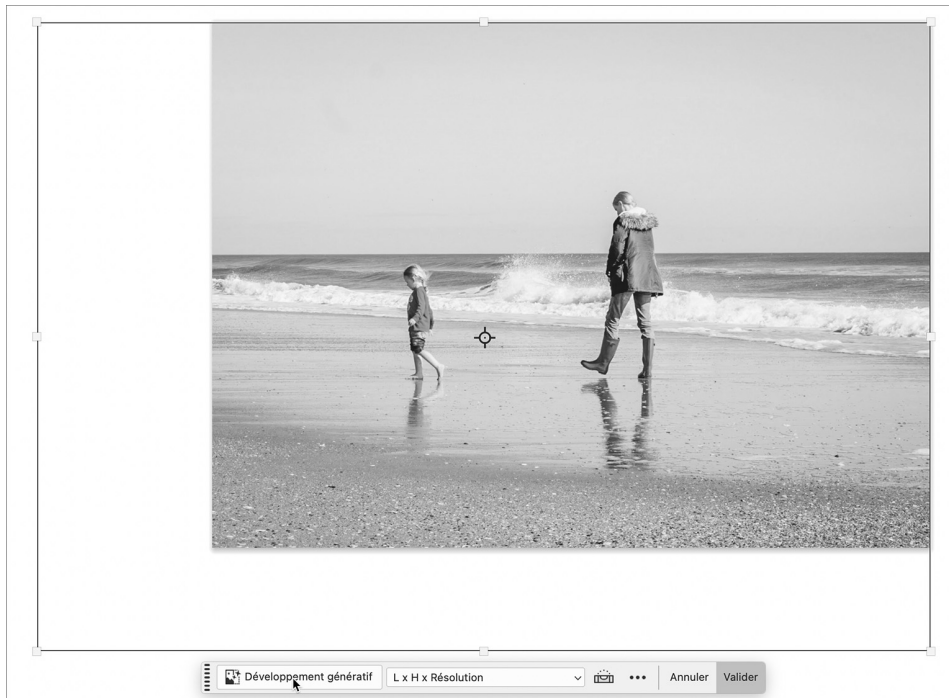 Développement génératif
L x H x Résolution
Annuler
Valider